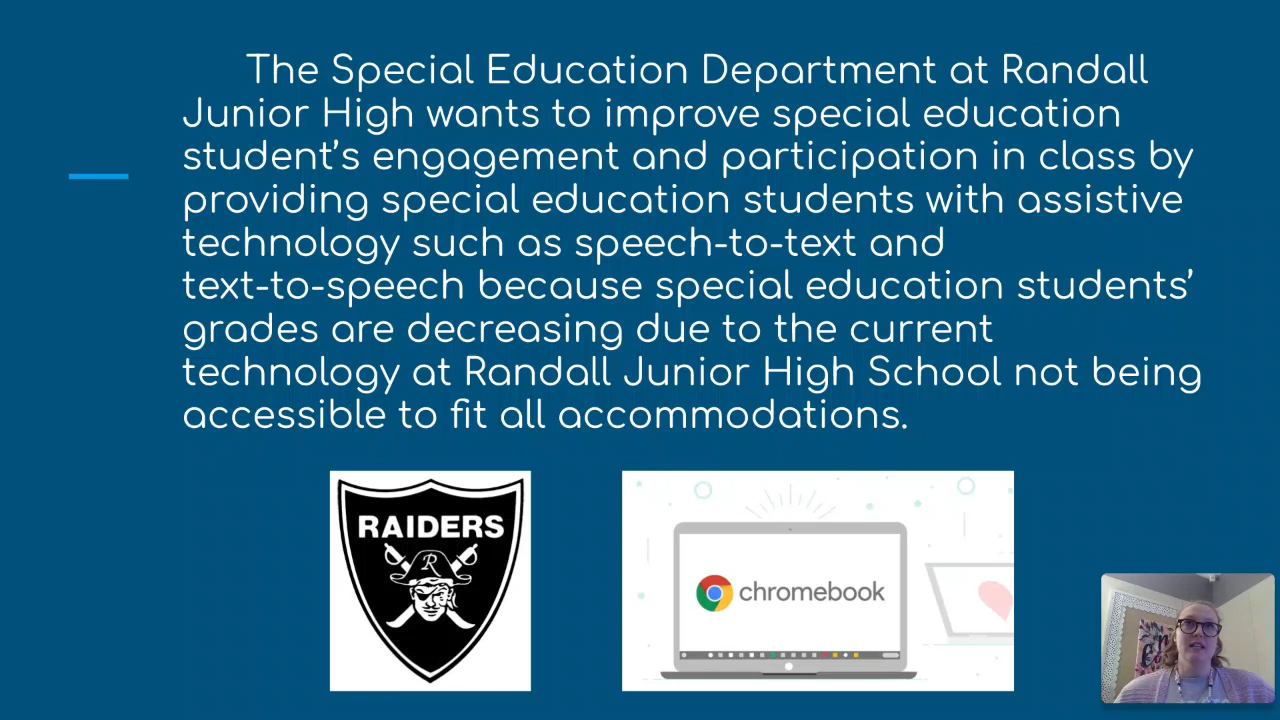 The Special Education Department at Randall
Junior High wants to improve special education
student's engagement and participation in class by
providing special education students with assistive
technology such as speech-to-text and
text-to-speech because special education students'
grades are decreasing due to the current
technology at Randall Junior High School not being
accessible to fit all accommodations.
RAIDERS
R
chromebook